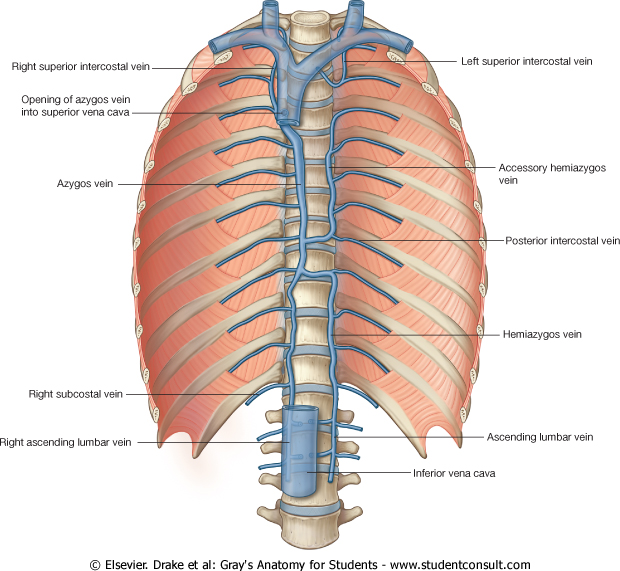 Right superior intercostal vein
Left superior intercostal vein
Opening of azygos vein
into superior vena cava
Accessory hemiazygos
vein
Azygos vein
Posterior intercostal vein
Hemiazygos vein
Right subcostal vein
Right ascending lumbar vein
Ascending lumbar vein
Inferior vena cava
© Elsevier. Drake et al: Gray's Anatomy for Students - www.studentconsult.com